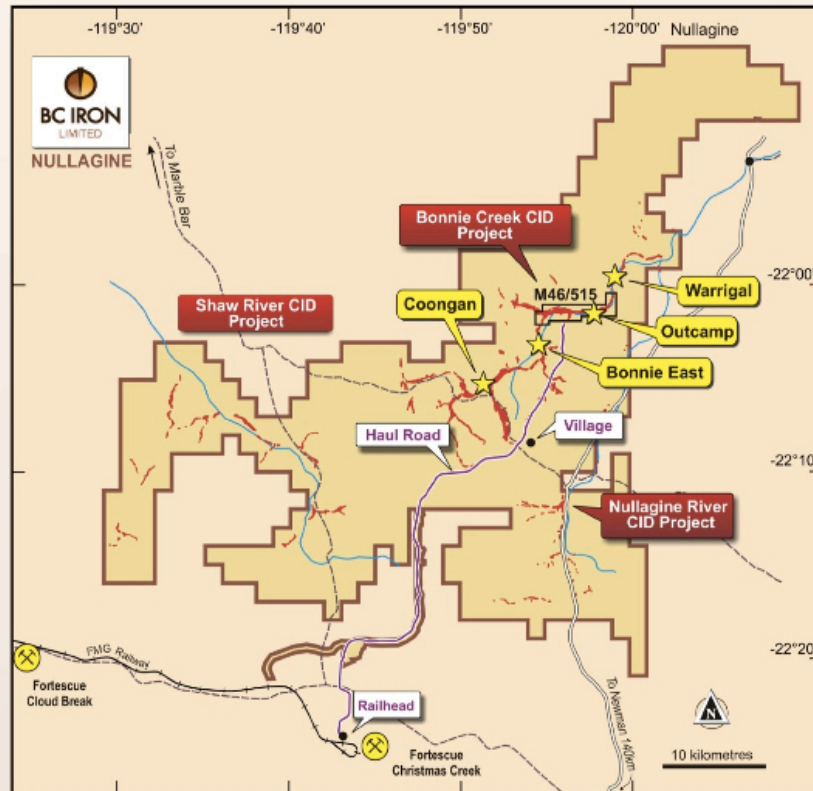 -119°30'
-119°40'
-119°50'
-120°00'
Nullagine
BC IRON
LIMITED
NULLAGINE
To Marble Bar
Bonnie Creek CID
Project
-22°00'
M46/515
Warrigal
Shaw River CID
Project
Coongan
Outcamp
Bonnie East
Haul Road
Village
-22°10'
Nullagine River
CID Project
FMG Railway
-22°20'
Fortescue
Cloud Break
To Newman 140km
Railhead
N
Fortescue
Christmas Creek
10 kilometres